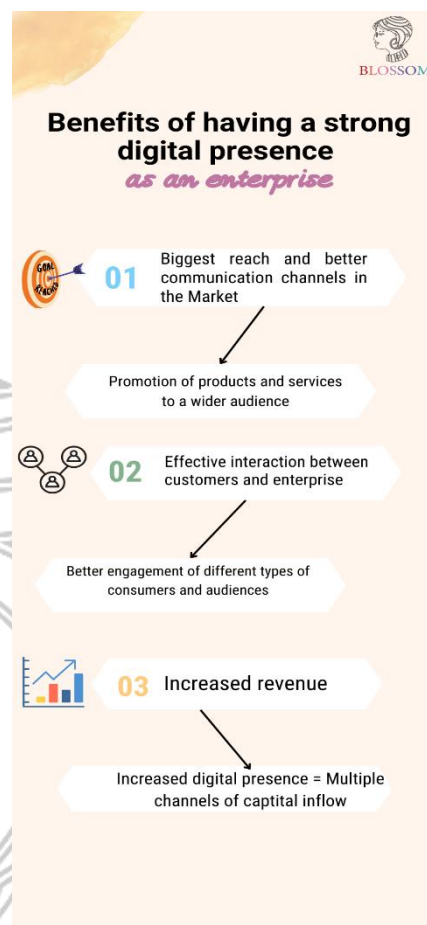 BLOSSOM
Benefits of having a strong
digital presence
as an enterprise
GOAL
REACHED
01
Biggest reach and better
communication channels in
the Market
Promotion of products and services
to a wider audience
02
Effective interaction between
customers and enterprise
Better engagement of different types of
consumers and audiences
03
Increased revenue
Increased digital presence = Multiple
channels of captital inflow